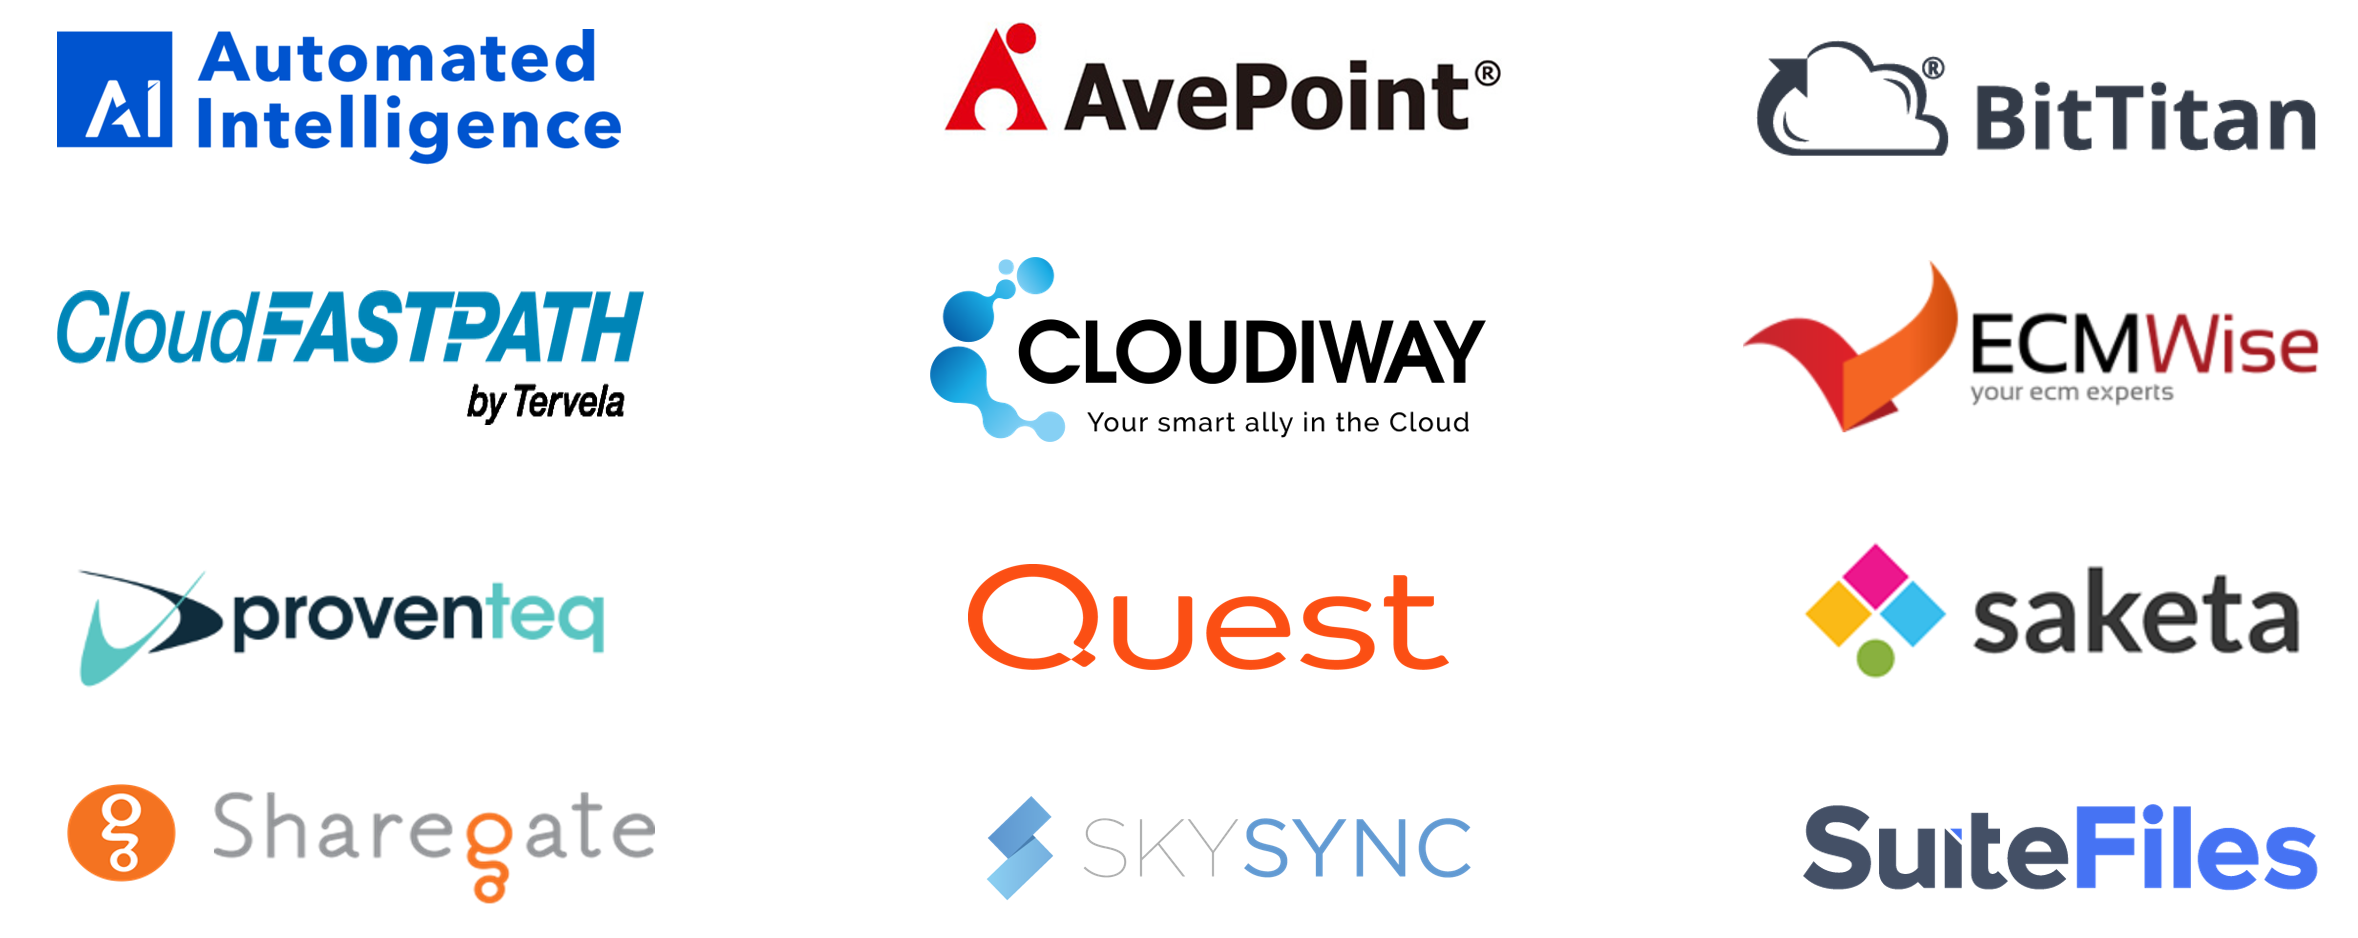 AI Automated
Intelligence
AvePoint®
® BitTitan
CloudFASTPATH
by Tervela
CLOUDIWAY
Your smart ally in the Cloud
ECMWise
your ecm experts
proventeq
Quest
saketa
g Sharegate
SKYSYNC
SuiteFiles